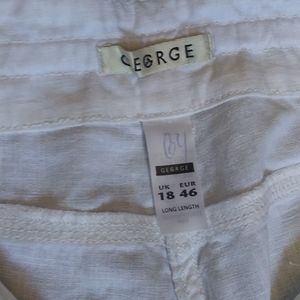 GEORGE
GEORGE
UK EUR
18 46
LONG LENGTH